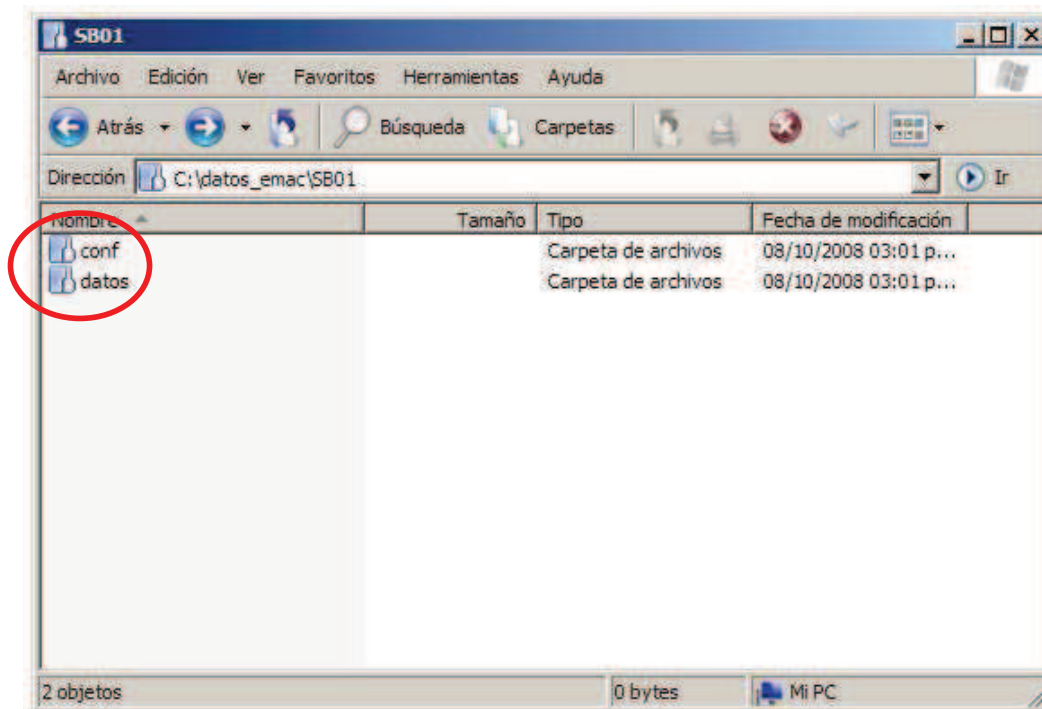 SB01
Archivo Edición Ver Favoritos Herramientas Ayuda
Atrás Búsqueda Carpetas
Dirección C:\datos_emac\SB01 Ir
Nombre Tamaño Tipo Fecha de modificación
conf Carpeta de archivos 08/10/2008 03:01 p...
datos Carpeta de archivos 08/10/2008 03:01 p...
2 objetos 0 bytes Mi PC